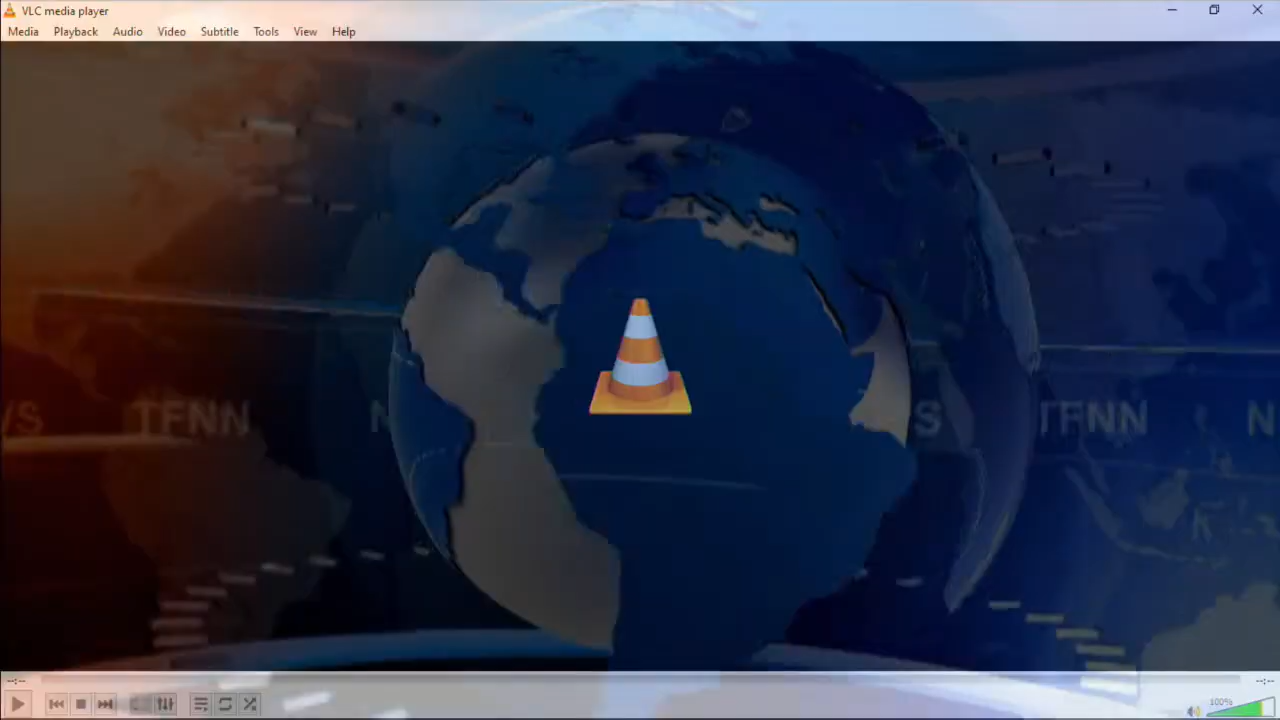 VLC media player
Media Playback Audio Video Subtitle Tools View Help
TFNN
TFNN
--:-- --:--
100%